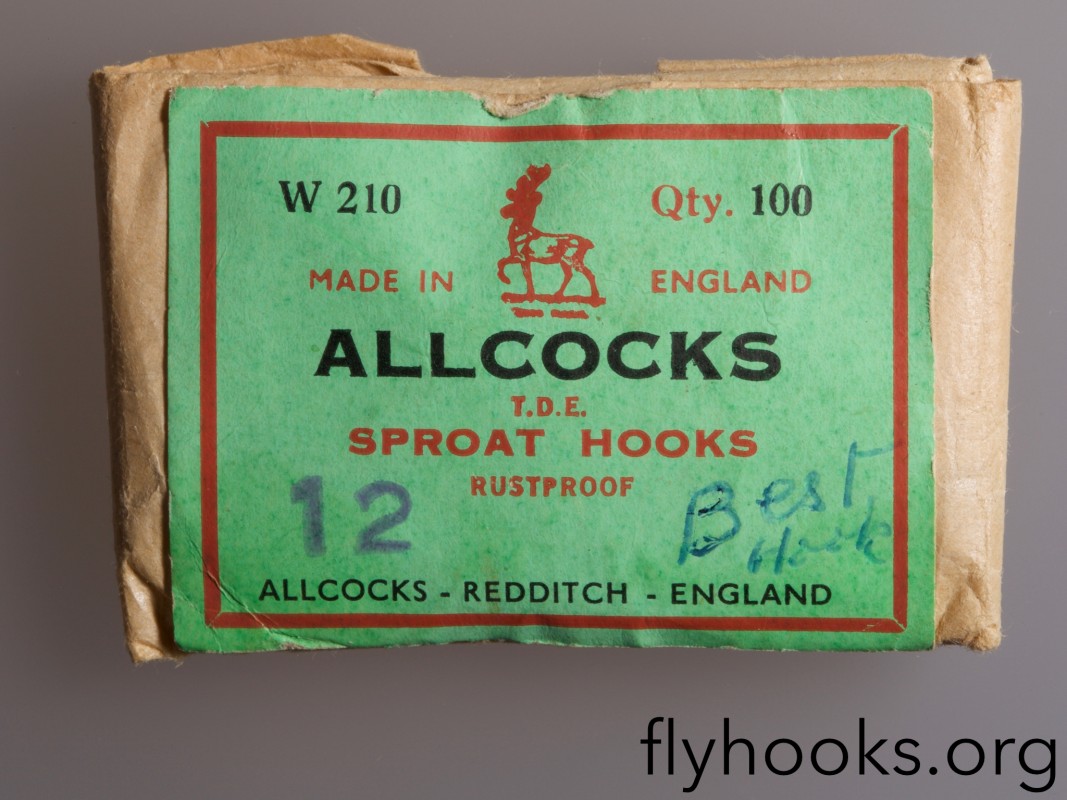 W 210 Qty. 100
MADE IN ENGLAND
ALLCOCKS
T.D.E.
SPROAT HOOKS
RUSTPROOF
12
Best
Hook
ALLCOCKS - REDDITCH - ENGLAND
flyhooks.org